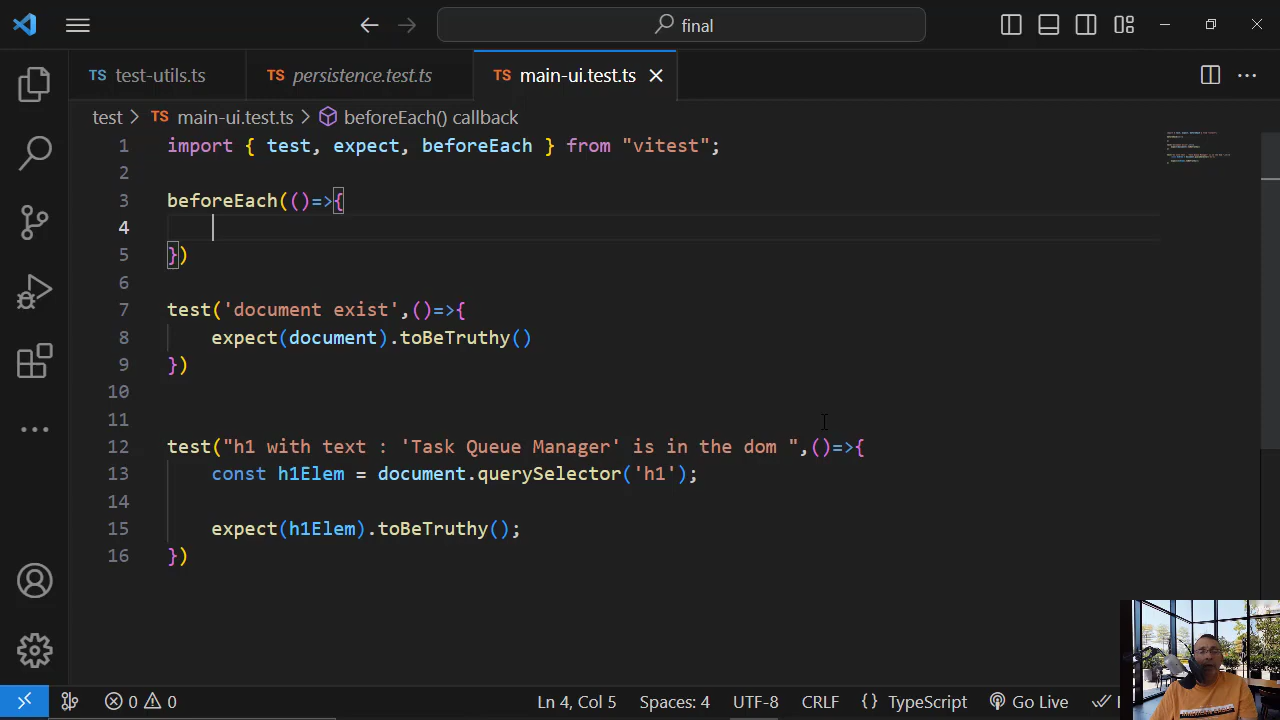 final
TS test-utils.ts
TS persistence.test.ts
TS main-ui.test.ts
test > TS main-ui.test.ts > beforeEach() callback
1 import { test, expect, beforeEach } from "vitest";
2
3 beforeEach(()=>{
4
5 })
6
7 test('document exist',()=>{
8 expect(document).toBeTruthy()
9 })
10
11
12 test("h1 with text : 'Task Queue Manager' is in the dom ",()=>{
13 const h1Elem = document.querySelector('h1');
14
15 expect(h1Elem).toBeTruthy();
16 })
0 0 Ln 4, Col 5 Spaces: 4 UTF-8 CRLF {} TypeScript Go Live